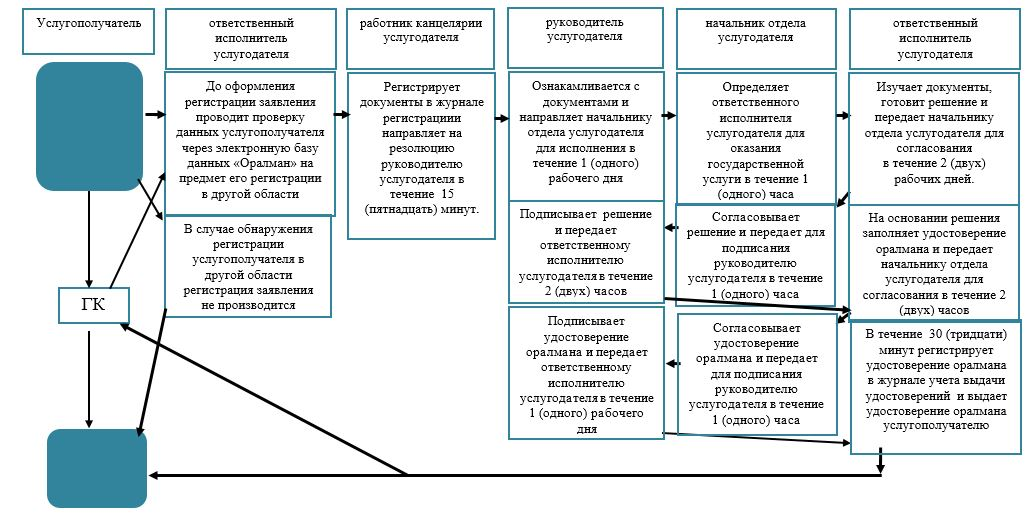 Услугополучатель
ответственный
исполнитель
услугодателя
работник канцелярии
услугодателя
руководитель
услугодателя
начальник отдела
услугодателя
ответственный
исполнитель
услугодателя
До оформления
регистрации заявления
проводит проверку
данных услугополучателя
через электронную базу
данных «Оралман» на
предмет его регистрации
в другой области
Регистрирует
документы в журнале
регистрациии
направляет на
резолюцию
руководителю
услугодателя в
течение 15
(пятнадцать) минут.
Ознакамливается с
документами и
направляет начальнику
отдела услугодателя
для исполнения в
течение 1 (одного)
рабочего дня
Определяет
ответственного
исполнителя
услугодателя для
оказания
государственной
услуги в течение 1
(одного) часа
Изучает документы,
готовит решение и
передает начальнику
отдела услугодателя для
согласования
в течение 2 (двух)
рабочих дней.
В случае обнаружения
регистрации
услугополучателя в
другой области
регистрация заявления
не производится
Подписывает решение
и передает
ответственному
исполнителю
услугодателя в течение
2 (двух) часов
Согласовывает
решение и передает для
подписания
руководителю
услугодателя в течение
1 (одного) часа
На основании решения
заполняет удостоверение
оралмана и передает
начальнику отдела
услугодателя для
согласования в течение 2
(двух) часов
ГК
Подписывает
удостоверение
оралмана и передает
ответственному
исполнителю
услугодателя в течение
1 (одного) рабочего
дня
Согласовывает
удостоверение
оралмана и передает
для подписания
руководителю
услугодателя в течение
1 (одного) часа
В течение 30 (тридцати)
минут регистрирует
удостоверение оралмана
в журнале учета выдачи
удостоверений и выдает
удостоверение оралмана
услугополучателю